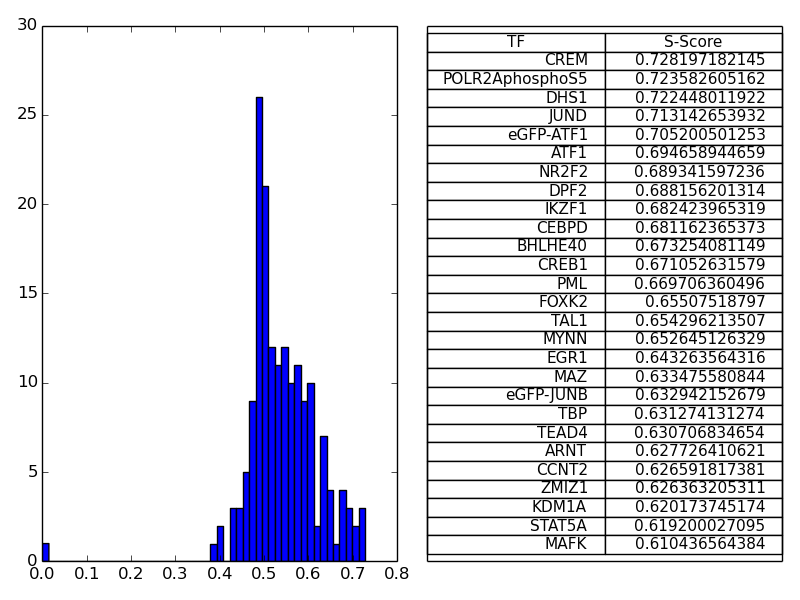 30
25
20
15
10
5
0
0.0 0.1 0.2 0.3 0.4 0.5 0.6 0.7 0.8
TF S-Score
CREM 0.728197182145
POLR2AphosphoS5 0.723582605162
DHS1 0.722448011922
JUND 0.713142653932
eGFP-ATF1 0.705200501253
ATF1 0.694658944659
NR2F2 0.689341597236
DPF2 0.688156201314
IKZF1 0.682423965319
CEBPD 0.681162365373
BHLHE40 0.673254081149
CREB1 0.671052631579
PML 0.669706360496
FOXK2 0.65507518797
TAL1 0.654296213507
MYNN 0.652645126329
EGR1 0.643263564316
MAZ 0.633475580844
eGFP-JUNB 0.632942152679
TBP 0.631274131274
TEAD4 0.630706834654
ARNT 0.627726410621
CCNT2 0.626591817381
ZMIZ1 0.626363205311
KDM1A 0.620173745174
STAT5A 0.619200027095
MAFK 0.610436564384